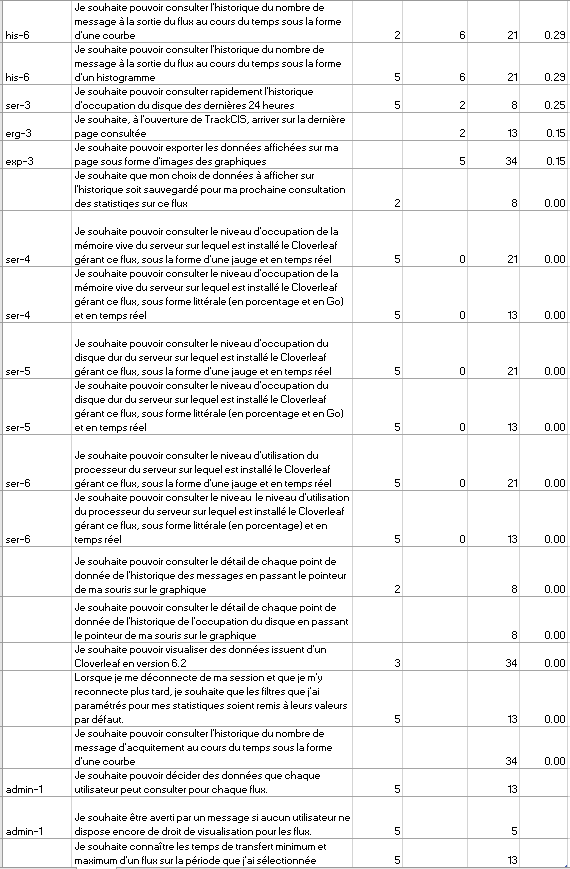 Je souhaite pouvoir consulter l'historique du nombre de
message à la sortie du flux au cours du temps sous la forme
his-6 d'une courbe 2 6 21 0.29
Je souhaite pouvoir consulter l'historique du nombre de
message à la sortie du flux au cours du temps sous la forme
his-6 d'un histogramme 5 6 21 0.29
Je souhaite pouvoir consulter rapidement l'historique
ser-3 d'occupation du disque des dernières 24 heures 5 2 8 0.25
Je souhaite, à l'ouverture de TrackCIS, arriver sur la dernière
erg-3 page consultée 2 13 0.15
Je souhaite pouvoir exporter les données affichées sur ma
exp-3 page sous forme d'images des graphiques 5 34 0.15
Je souhaite que mon choix de données à afficher sur
l'historique soit sauvegardé pour ma prochaine consultation
des statistiqes sur ce flux 2 8 0.00
Je souhaite pouvoir consulter le niveau d'occupation de la
mémoire vive du serveur sur lequel est installé le Cloverleaf
ser-4 gérant ce flux, sous la forme d'une jauge et en temps réel 5 0 21 0.00
Je souhaite pouvoir consulter le niveau d'occupation de la
mémoire vive du serveur sur lequel est installé le Cloverleaf
gérant ce flux, sous forme littérale (en porcentage et en Go)
ser-4 et en temps réel 5 0 13 0.00
Je souhaite pouvoir consulter le niveau d'occupation du
disque dur du serveur sur lequel est installé le Cloverleaf
ser-5 gérant ce flux, sous la forme d'une jauge et en temps réel 5 0 21 0.00
Je souhaite pouvoir consulter le niveau d'occupation du
disque dur du serveur sur lequel est installé le Cloverleaf
gérant ce flux, sous forme littérale (en porcentage et en Go)
ser-5 et en temps réel 5 0 13 0.00
Je souhaite pouvoir consulter le niveau d'utilisation du
processeur du serveur sur lequel est installé le Cloverleaf
ser-6 gérant ce flux, sous la forme d'une jauge et en temps réel 5 0 21 0.00
Je souhaite pouvoir consulter le niveau le niveau d'utilisation
du processeur du serveur sur lequel est installé le Cloverleaf
gérant ce flux, sous forme littérale (en porcentage) et en
ser-6 temps réel 5 0 13 0.00
Je souhaite pouvoir consulter le détail de chaque point de
donnée de l'historique des messages en passant le pointeur
de ma souris sur le graphique 2 8 0.00
Je souhaite pouvoir consulter le détail de chaque point de
donnée de l'historique de l'occupation du disque en passant
le pointeur de ma souris sur le graphique 8 0.00
Je souhaite pouvoir visualiser des données issuent d'un
Cloverleaf en version 6.2 3 34 0.00
Lorsque je me déconnecte de ma session et que je m'y
reconnecte plus tard, je souhaite que les filtres que j'ai
paramétrés pour mes statistiques soient remis à leurs valeurs
par défaut. 5 13 0.00
Je souhaite pouvoir consulter l'historique du nombre de
message d'acquitement au cours du temps sous la forme
d'une courbe 34 0.00
Je souhaite pouvoir décider des données que chaque
admin-1 utilisateur peut consulter pour chaque flux. 5 13
Je souhaite être averti par un message si aucun utilisateur ne
admin-1 dispose encore de droit de visualisation pour les flux. 5 5
Je souhaite connaître les temps de transfert minimum et
maximum d'un flux sur la période que j'ai sélectionnée 5 13